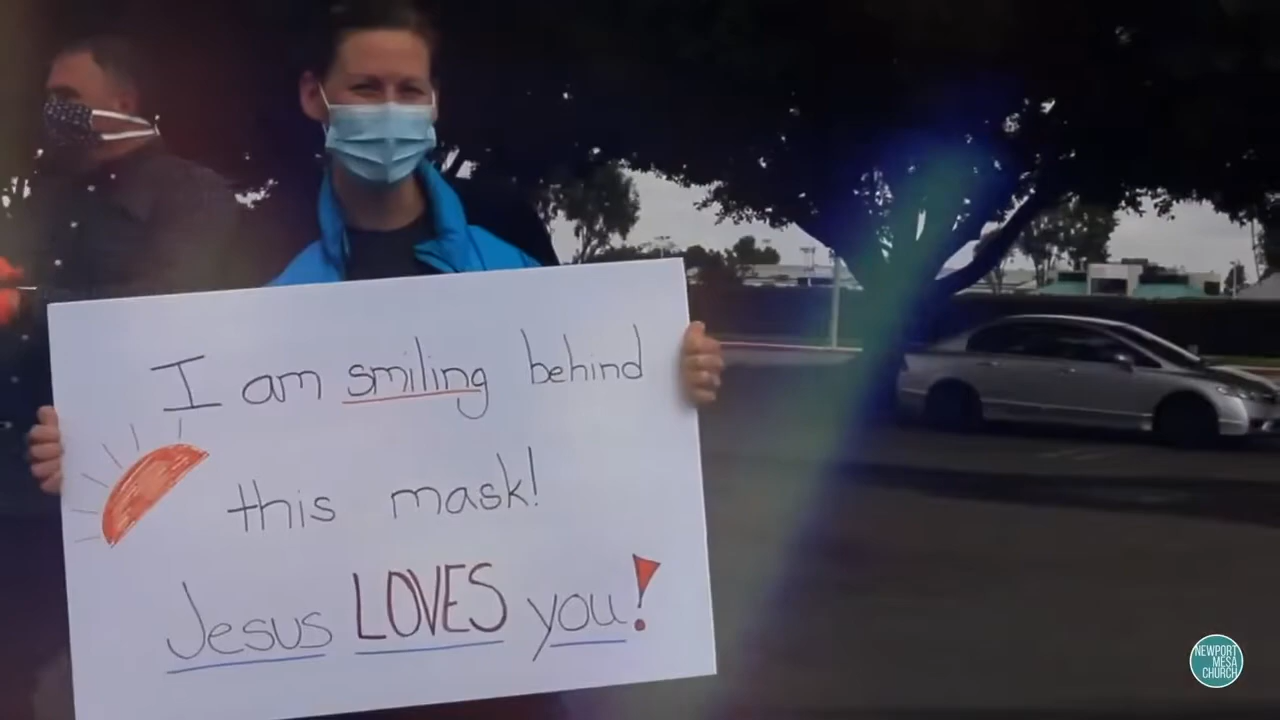 I am smiling behind
this mask!
Jesus LOVES you!
NEWPORT
MESA
CHURCH